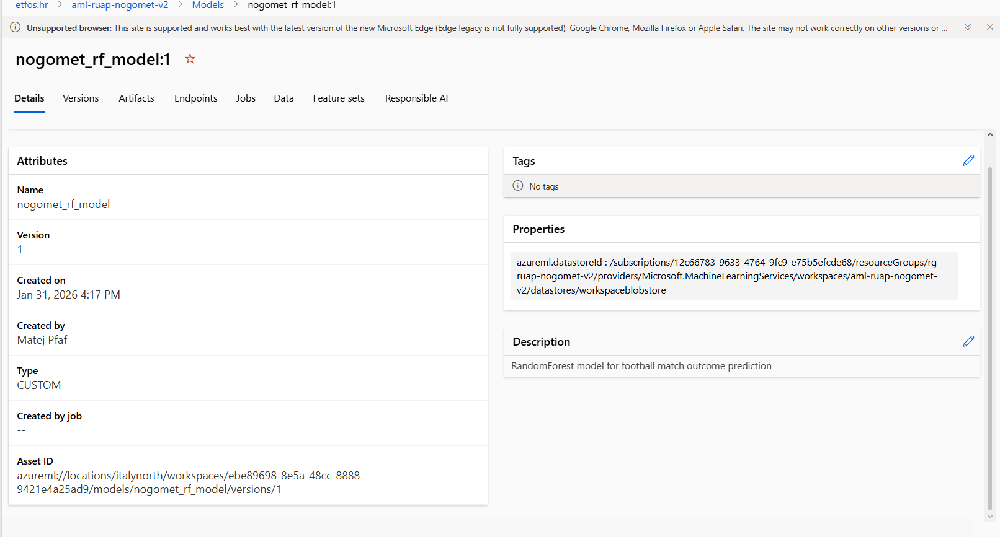 etfos.hr > aml-ruap-nogomet-v2 > Models > nogomet_rf_model:1
Unsupported browser: This site is supported and works best with the latest version of the new Microsoft Edge (Edge legacy is not fully supported), Google Chrome, Mozilla Firefox or Apple Safari. The site may not work correctly on other versions or ...
nogomet_rf_model:1
Details Versions Artifacts Endpoints Jobs Data Feature sets Responsible AI
Attributes
Name
nogomet_rf_model
Version
1
Created on
Jan 31, 2026 4:17 PM
Created by
Matej Pfaf
Type
CUSTOM
Created by job
--
Asset ID
azureml://locations/italynorth/workspaces/ebe89698-8e5a-48cc-8888-
9421e4a25ad9/models/nogomet_rf_model/versions/1
Tags
No tags
Properties
azureml.datastoreId : /subscriptions/12c66783-9633-4764-9fc9-e75b5efcde68/resourceGroups/rg-
ruap-nogomet-v2/providers/Microsoft.MachineLearningServices/workspaces/aml-ruap-nogomet-
v2/datastores/workspaceblobstore
Description
RandomForest model for football match outcome prediction